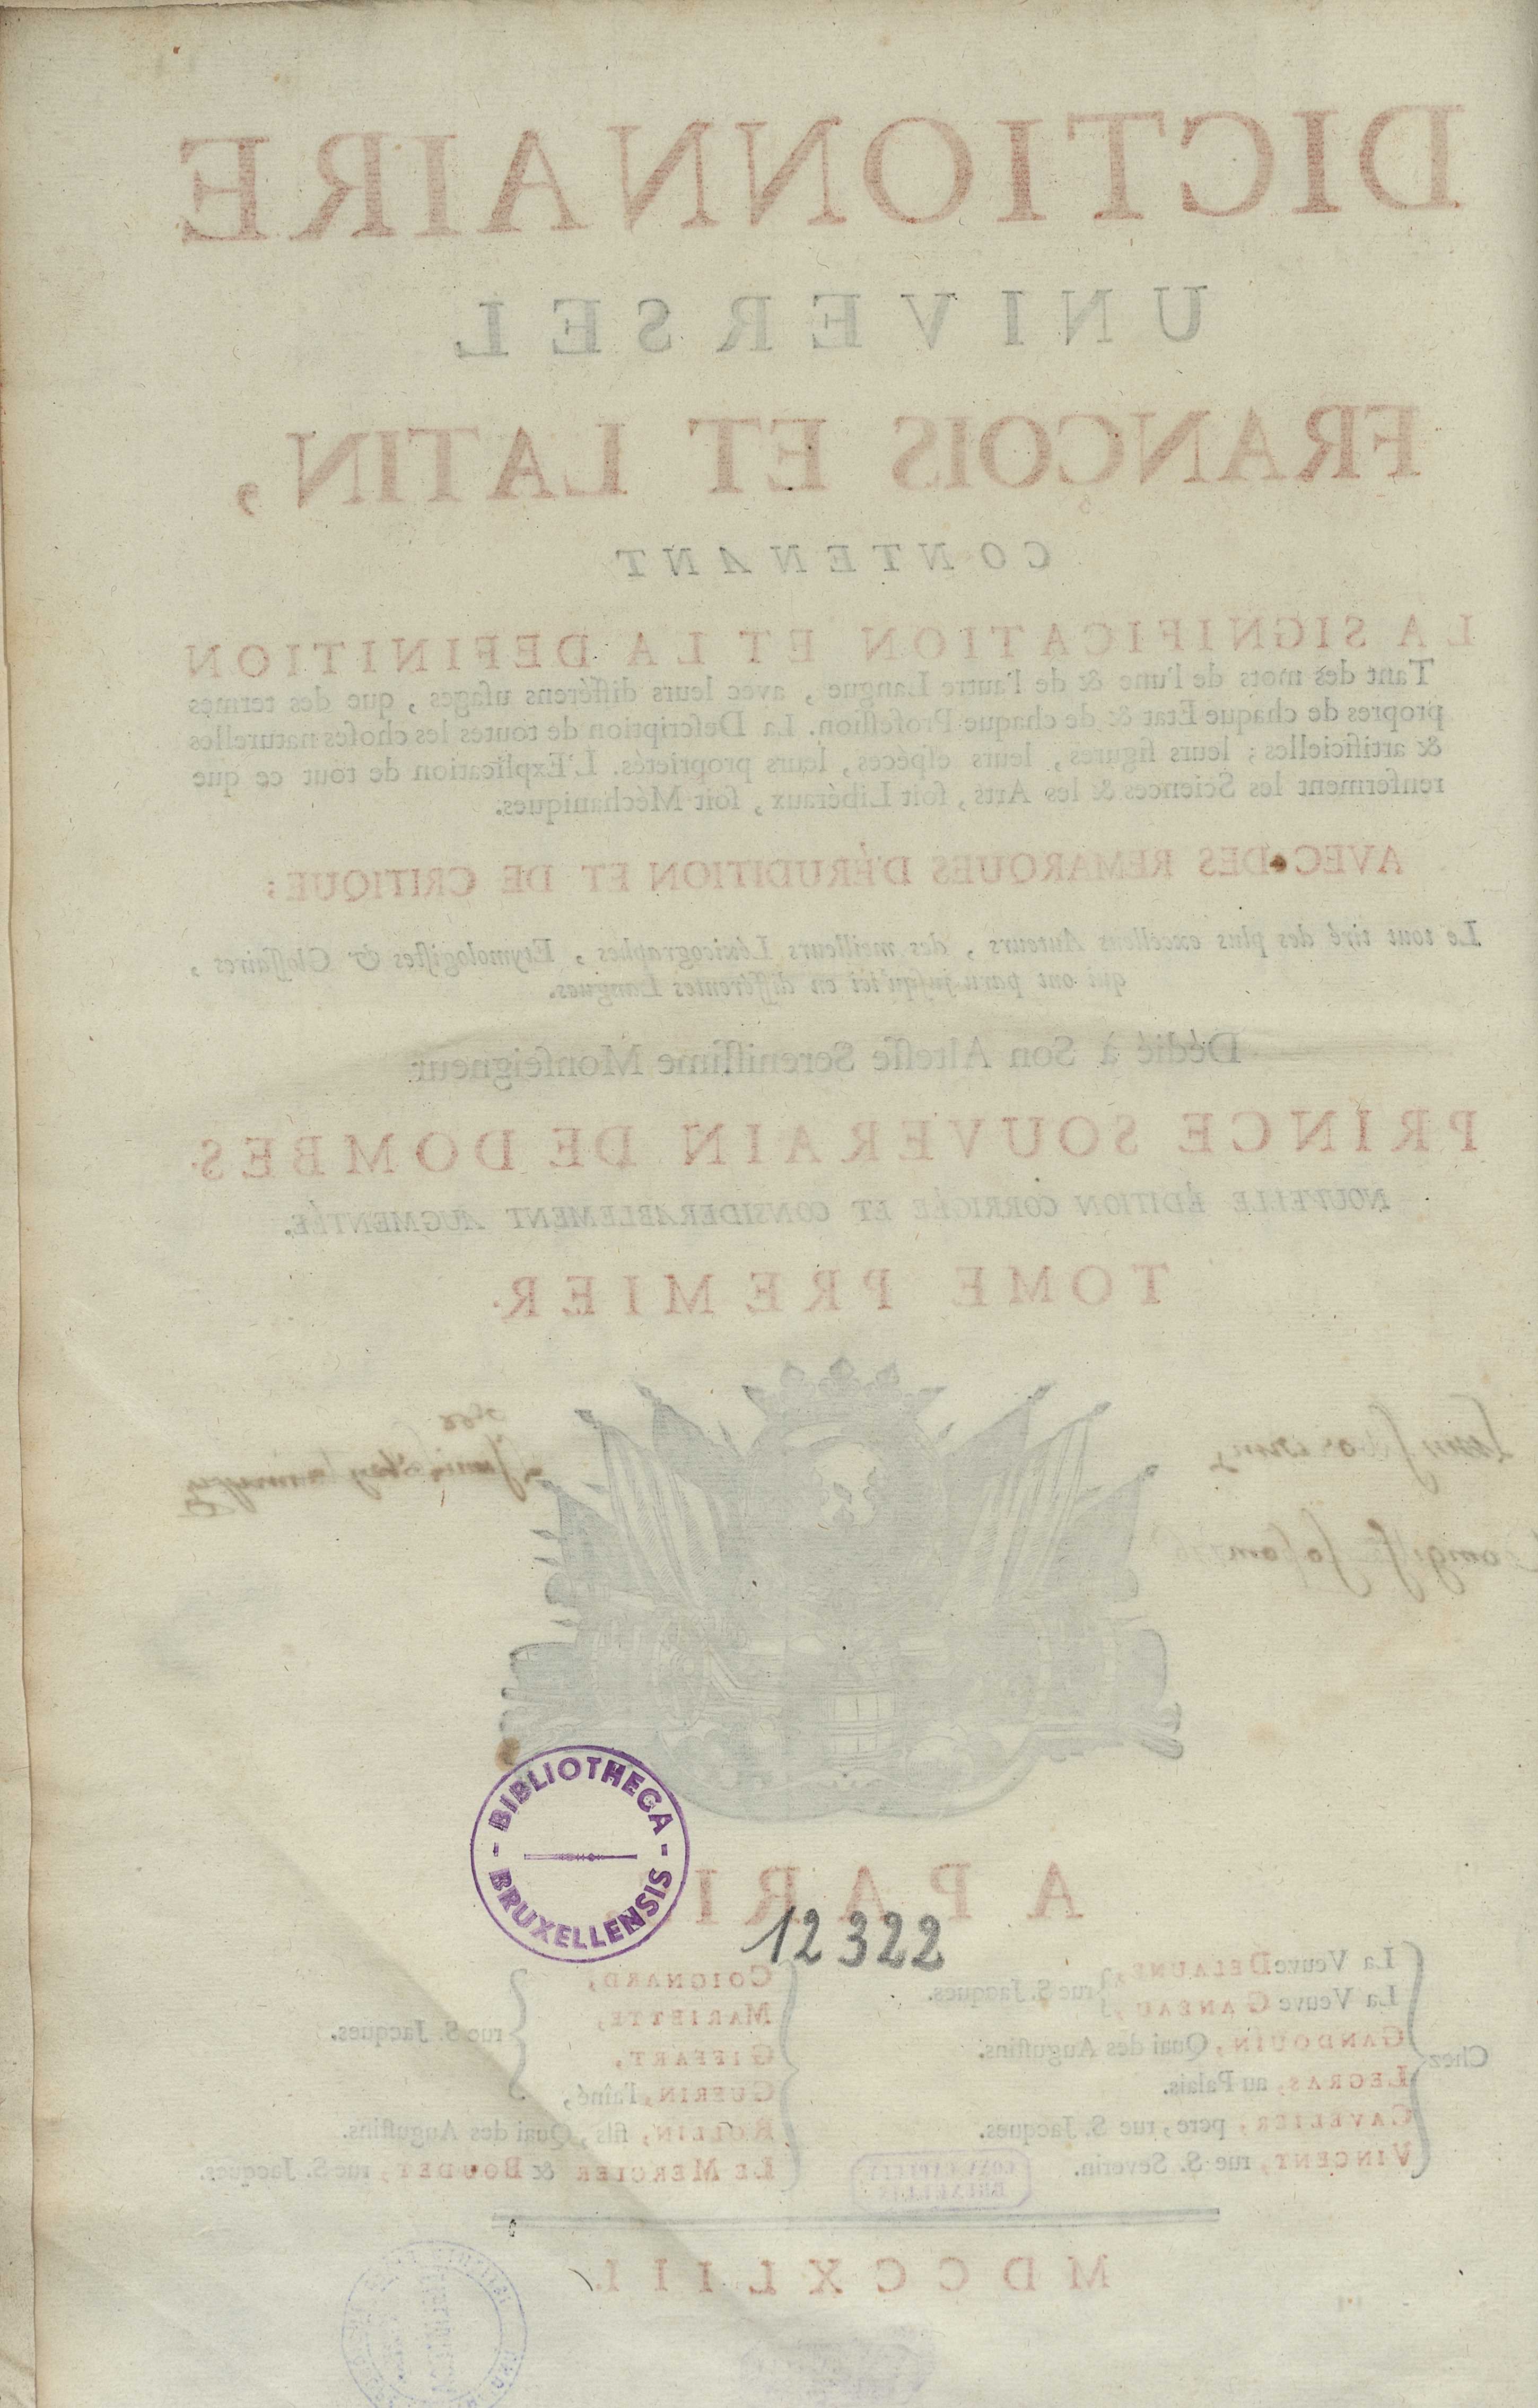 DICTIONNAIRE
UNIVERSEL
FRANÇOIS ET LATIN,
CONTENANT
LA SIGNIFICATION ET LA DEFINITION
Tant des mots de l'une & de l'autre Langue, avec leurs différens usages, que des termes
propres de chaque Etat & de chaque Profession. La Description de toutes les choses naturelles
& artificielles; leurs figures, leurs espéces, leurs proprietés. L'Explication de tout ce que
renferment les Sciences & les Arts, soit Libéraux, soit Méchaniques;
AVEC DES REMARQUES D'ÉRUDITION ET DE CRITIQUE:
Le tout tiré des plus excellens Auteurs, des meilleurs Léxicographes, Etymologistes & Glossaires,
qui ont paru jusqu'ici en différentes Langues.
Dédié à Son Altesse Serenissime Monseigneur
PRINCE SOUVERAIN DE DOMBES.
NOUVELLE ÉDITION CORRIGÉE ET CONSIDERABLEMENT AUGMENTÉE.
TOME PREMIER.
BIBLIOTHECA
BRUXELLENSIS
A PARI
12322
Chez
La Veuve DELAUNE,
La Veuve GANEAU,
rue S. Jacques.
GANDOUIN, Quai des Augustins.
LEGRAS, au Palais.
CAVELIER, pere, rue S. Jacques.
VINCENT, rue S. Severin.
COIGNARD,
MARIETTE,
GIFFART,
GUERIN, l'aîné,
rue S. Jacques.
ROLLIN, fils, Quai des Augustins.
LE MERCIER & BOUDET, rue S. Jacques.
MDCCXLIII.